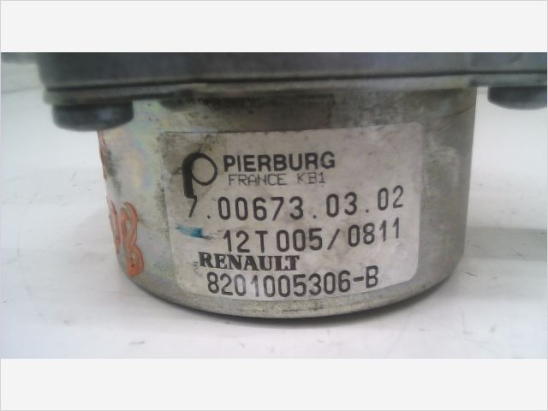 PIERBURG
FRANCE KB1
7.00673.03.02
12T005/0811
RENAULT
8201005306-B